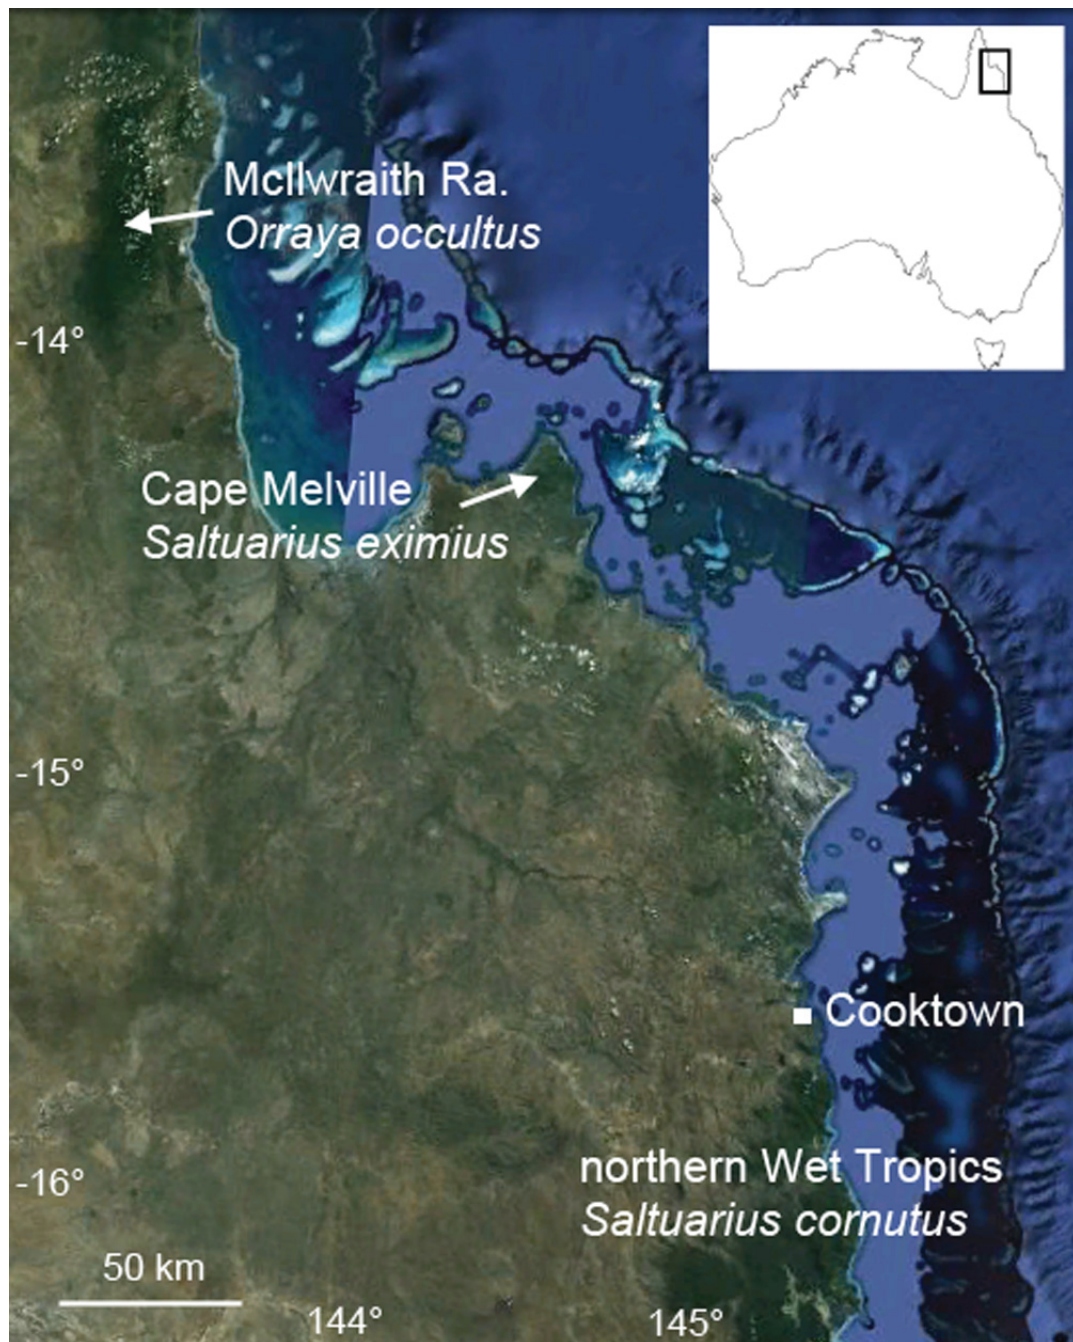 McIlwraith Ra.
Orraya occultus
-14°
Cape Melville
Saltuarius eximius
-15°
Cooktown
northern Wet Tropics
-16°
Saltuarius cornutus
50 km
144°
145°